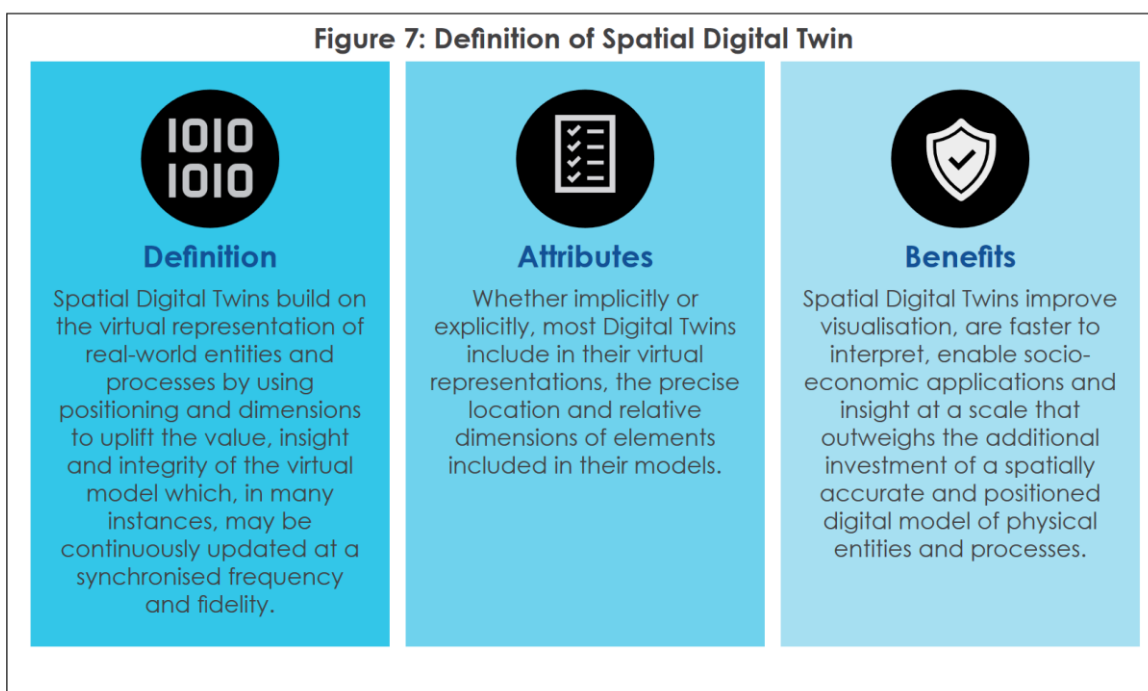 Figure 7: Definition of Spatial Digital Twin
1010
1010
Definition
Spatial Digital Twins build on
the virtual representation of
real-world entities and
processes by using
positioning and dimensions
to uplift the value, insight
and integrity of the virtual
model which, in many
instances, may be
continuously updated at a
synchronised frequency
and fidelity.
Attributes
Whether implicitly or
explicitly, most Digital Twins
include in their virtual
representations, the precise
location and relative
dimensions of elements
included in their models.
Benefits
Spatial Digital Twins improve
visualisation, are faster to
interpret, enable socio-
economic applications and
insight at a scale that
outweighs the additional
investment of a spatially
accurate and positioned
digital model of physical
entities and processes.